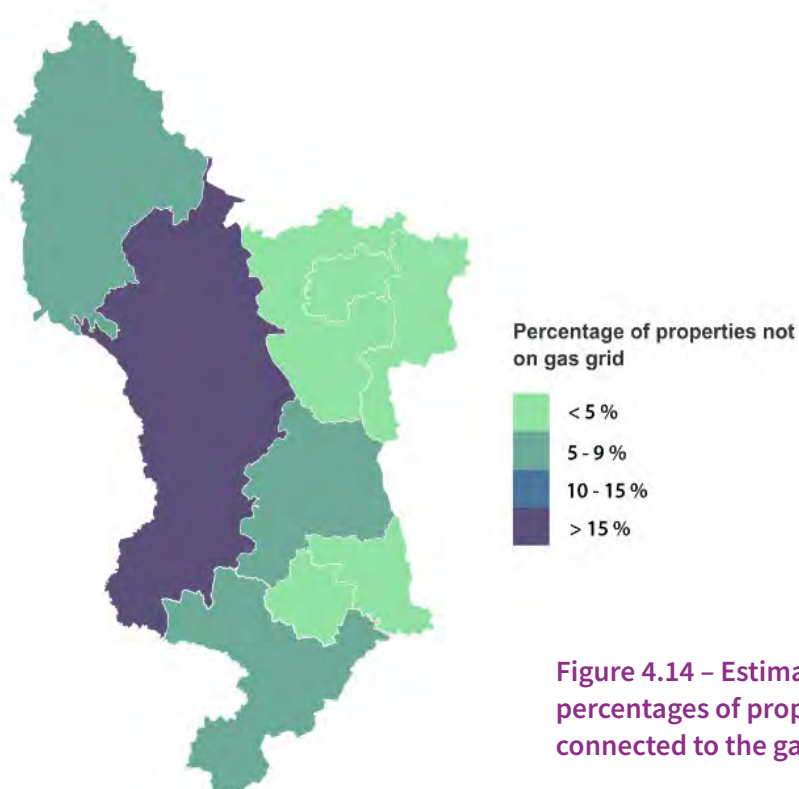 Percentage of properties not
on gas grid
< 5 %
5 - 9 %
10 - 15 %
> 15 %
Figure 4.14 – Estima
percentages of prop
connected to the ga